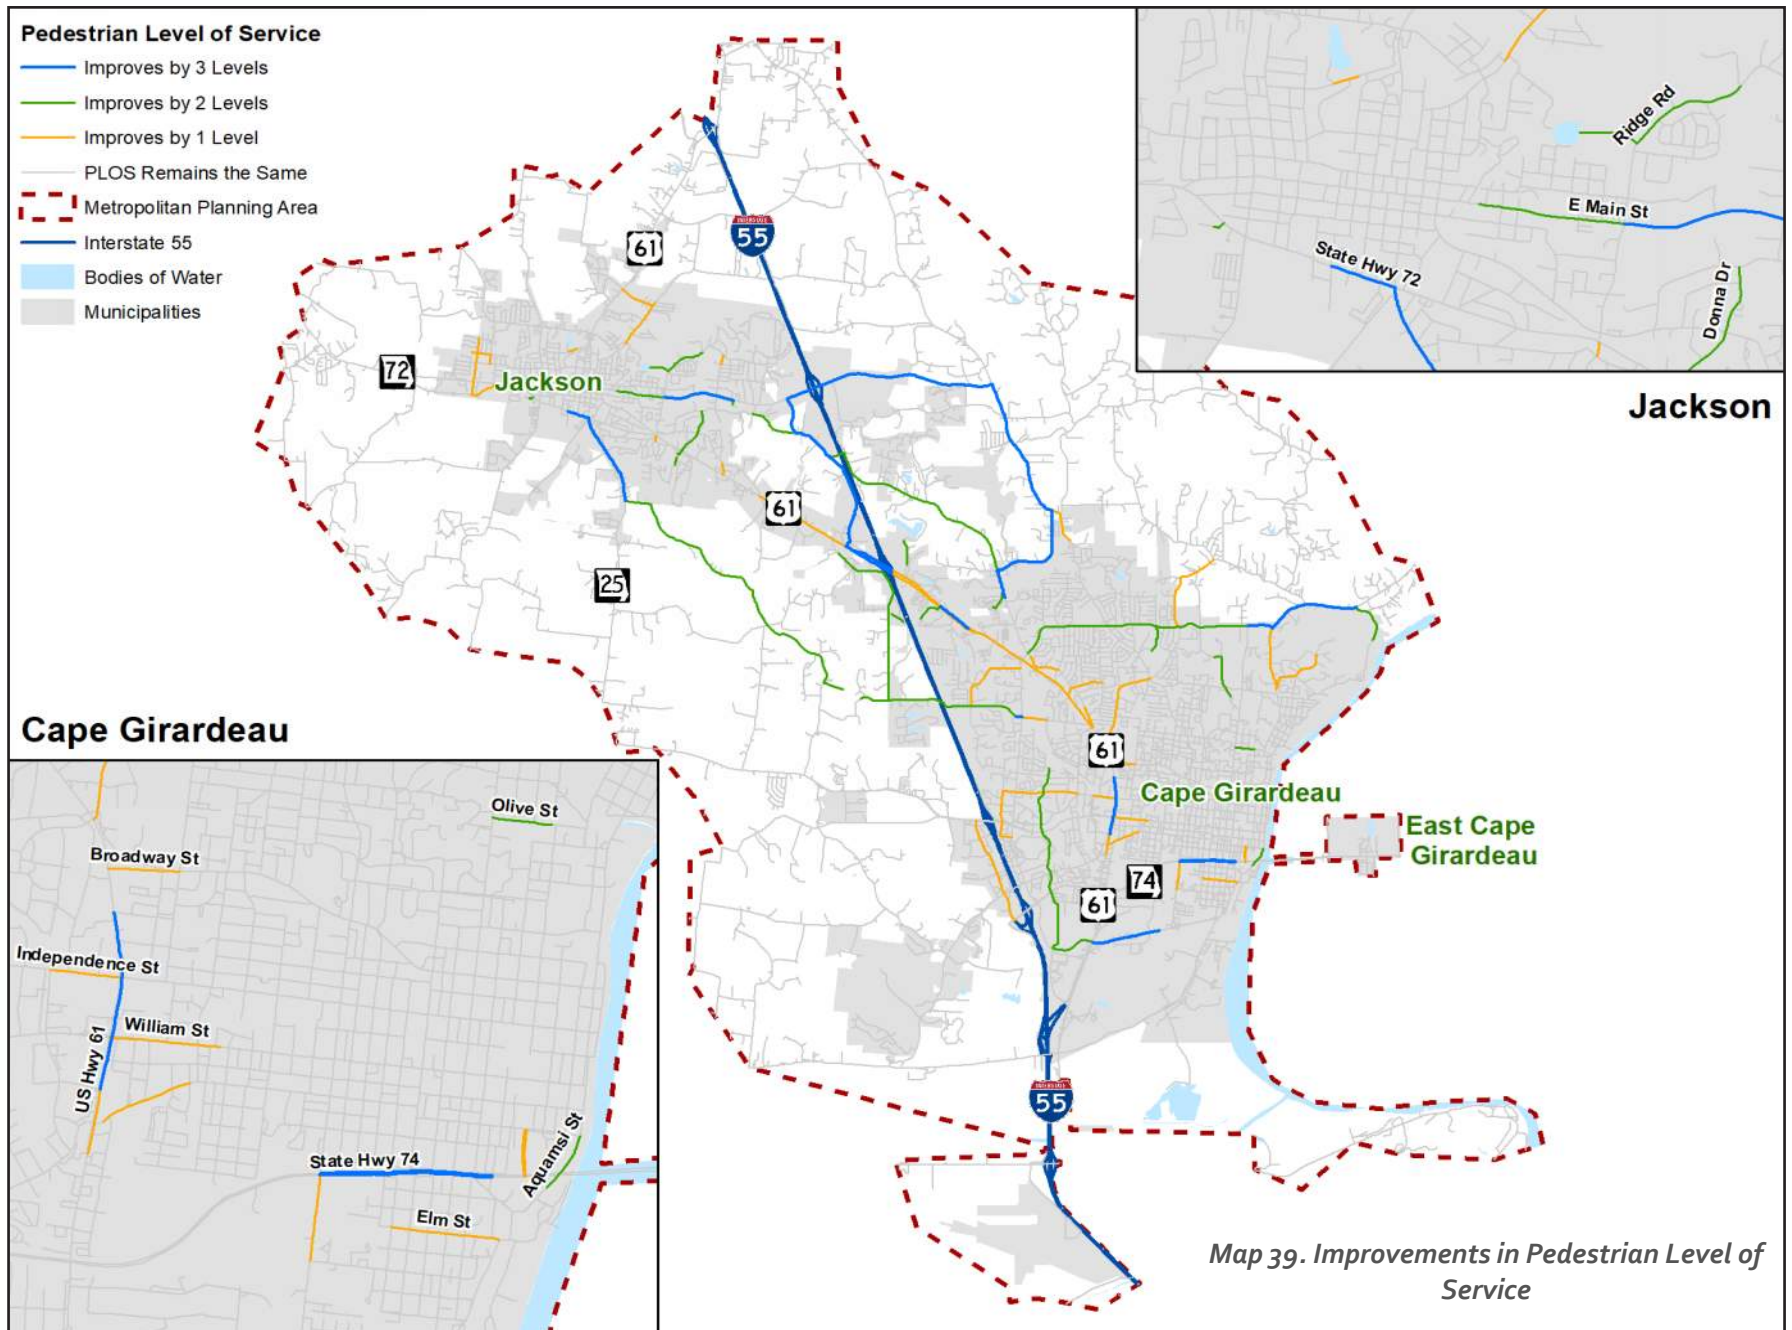 Pedestrian Level of Service
Improves by 3 Levels
Improves by 2 Levels
Improves by 1 Level
PLOS Remains the Same
Metropolitan Planning Area
Interstate 55
Bodies of Water
Municipalities
Ridge Rd
E Main St
State Hwy 72
Donna Dr
Jackson
61
INTERSTATE
55
72
Jackson
61
25
61
Cape Girardeau
East Cape
Girardeau
74
61
INTERSTATE
55
Cape Girardeau
Olive St
Broadway St
Independence St
William St
US Hwy 61
State Hwy 74
Aquamsi St
Elm St
Map 39. Improvements in Pedestrian Level of
Service